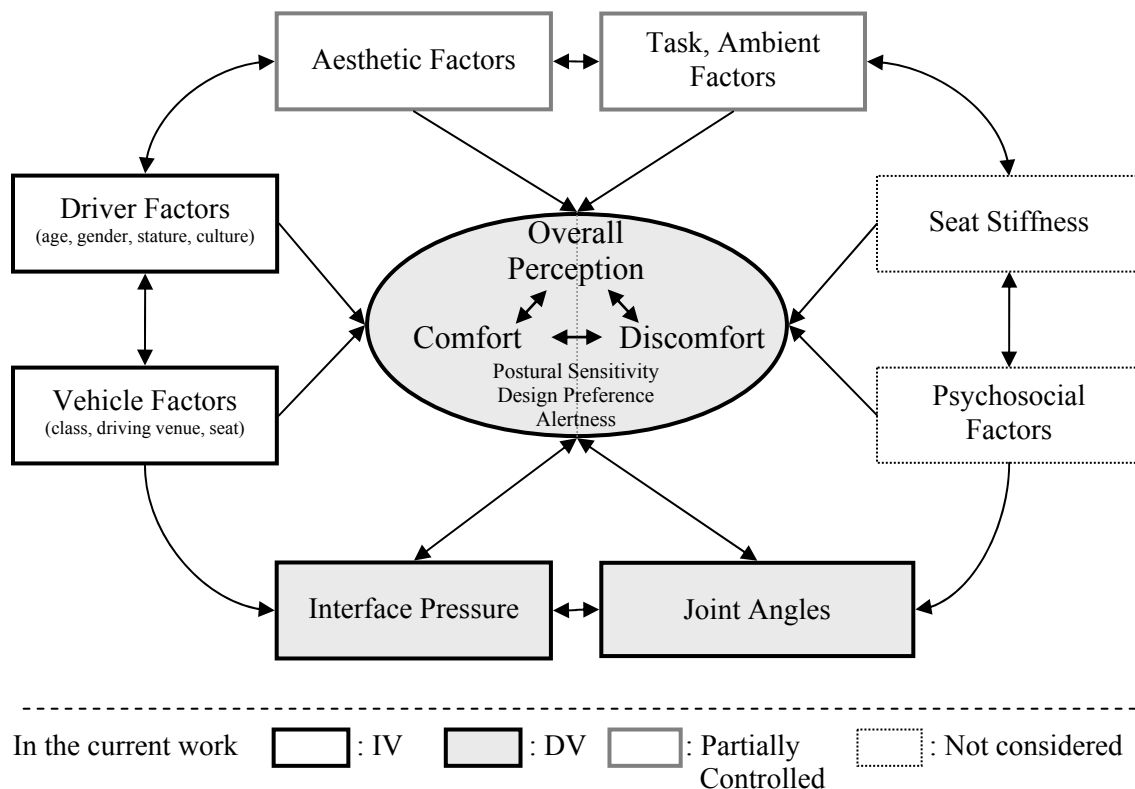 Aesthetic Factors
Task, Ambient
Factors
Driver Factors
(age, gender, stature, culture)
Seat Stiffness
Overall
Perception
Comfort
Discomfort
Postural Sensitivity
Design Preference
Alertness
Vehicle Factors
(class, driving venue, seat)
Psychosocial
Factors
Interface Pressure
Joint Angles
In the current work
: IV
: DV
: Partially
Controlled
: Not considered